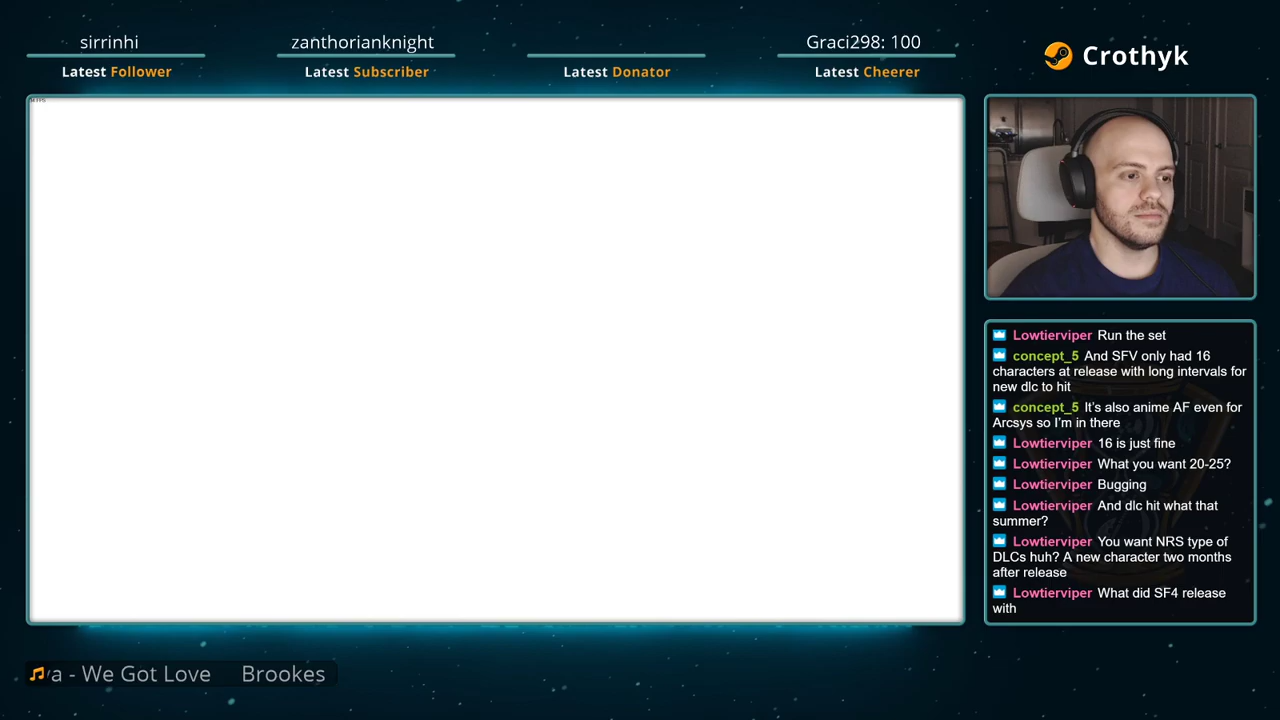 sirrinhi
Latest Follower
zanthorianknight
Latest Subscriber
Latest Donator
Graci298: 100
Latest Cheerer
Crothyk
Lowtierviper Run the set
concept_5 And SFV only had 16
characters at release with long intervals for
new dlc to hit
concept_5 It's also anime AF even for
Arcsys so I'm in there
Lowtierviper 16 is just fine
Lowtierviper What you want 20-25?
Lowtierviper Bugging
Lowtierviper And dlc hit what that
summer?
Lowtierviper You want NRS type of
DLCs huh? A new character two months
after release
Lowtierviper What did SF4 release
with
va - We Got Love Brookes